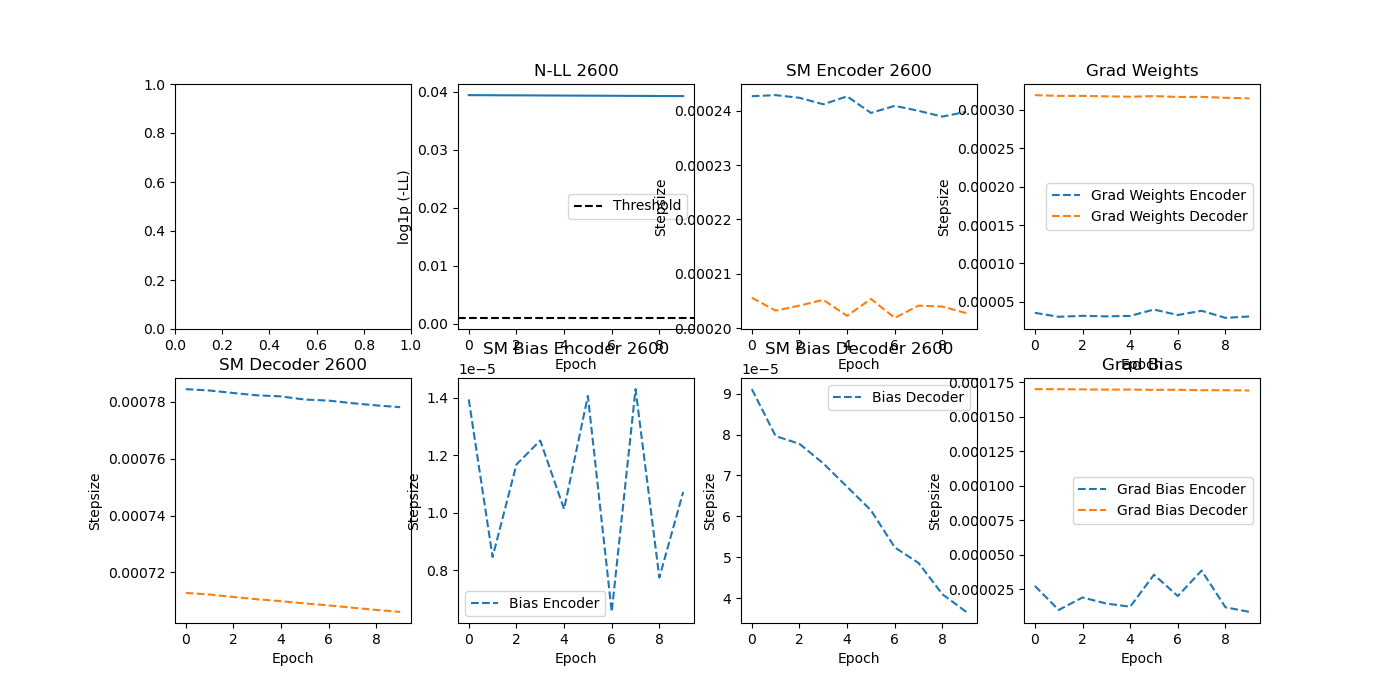 N-LL 2600
SM Encoder 2600
Grad Weights
1.0
0.8
0.6
0.4
0.2
0.0
0.0 0.2 0.4 0.6 0.8 1.0
log1p (-LL)
0.04
0.03
0.02
0.01
0.00
Threshold
0 2 4 6 8
Epoch
Stepsize
0.00024
0.00023
0.00022
0.00021
0.00020
0 2 4 6 8
Epoch
Stepsize
0.00030
0.00025
0.00020
0.00015
0.00010
0.00005
Grad Weights Encoder
Grad Weights Decoder
0 2 4 6 8
Epoch
SM Decoder 2600
SM Bias Encoder 2600
SM Bias Decoder 2600
Grad Bias
Stepsize
0.00078
0.00076
0.00074
0.00072
0 2 4 6 8
Epoch
Stepsize
1e−5
1.4
1.2
1.0
0.8
Bias Encoder
0 2 4 6 8
Epoch
Stepsize
1e−5
9
8
7
6
5
4
Bias Decoder
0 2 4 6 8
Epoch
Stepsize
0.000175
0.000150
0.000125
0.000100
0.000075
0.000050
0.000025
Grad Bias Encoder
Grad Bias Decoder
0 2 4 6 8
Epoch